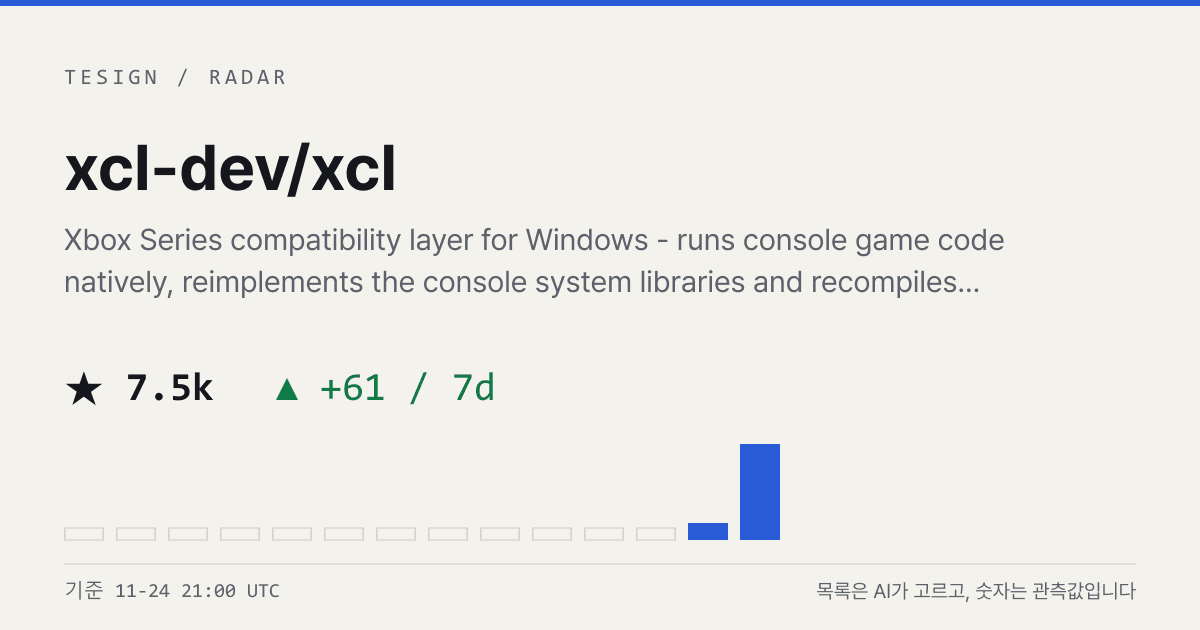 TESIGN / RADAR
xcl-dev/xcl
Xbox Series compatibility layer for Windows - runs console game code
natively, reimplements the console system libraries and recompiles…
★ 7.5k ▲ +61 / 7d
기준 11-24 21:00 UTC
목록은 AI가 고르고, 숫자는 관측값입니다